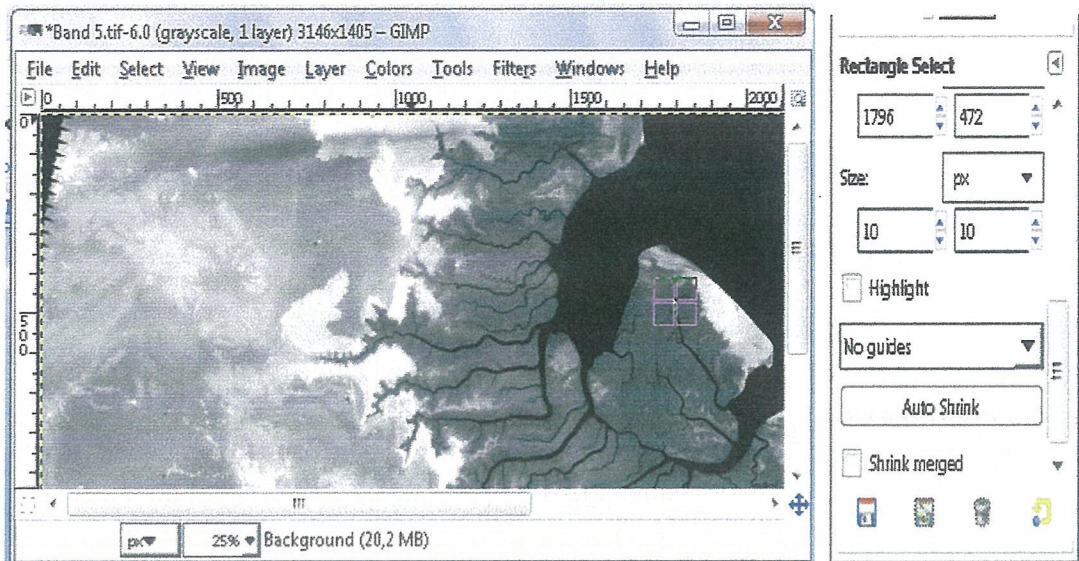 *Band 5.tif-6.0 (grayscale, 1 layer) 3146x1405 – GIMP
File Edit Select View Image Layer Colors Tools Filters Windows Help
0 500 1000 1500 2000
0
500
px 25% Background (20,2 MB)
Rectangle Select
1796 472
Size: px
10 10
Highlight
No guides
Auto Shrink
Shrink merged